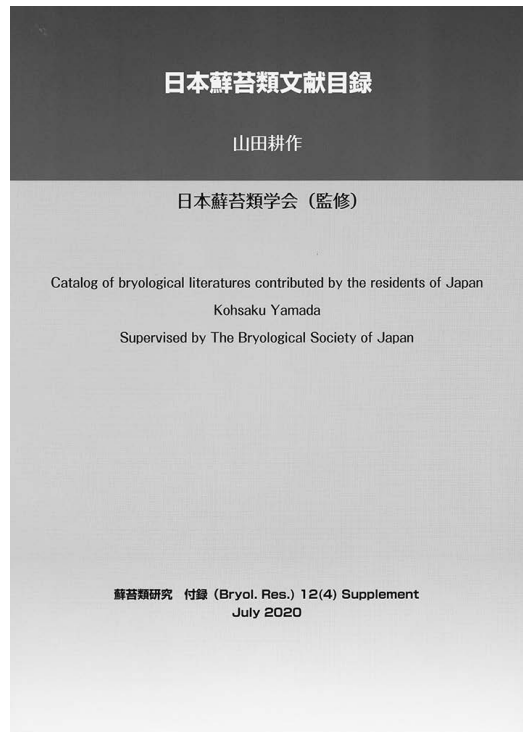 日本蘚苔類文献目録
山田耕作
日本蘚苔類学会（監修）
Catalog of bryological literatures contributed by the residents of Japan
Kohsaku Yamada
Supervised by The Bryological Society of Japan
蘚苔類研究　付録（Bryol. Res.）12(4) Supplement
July 2020